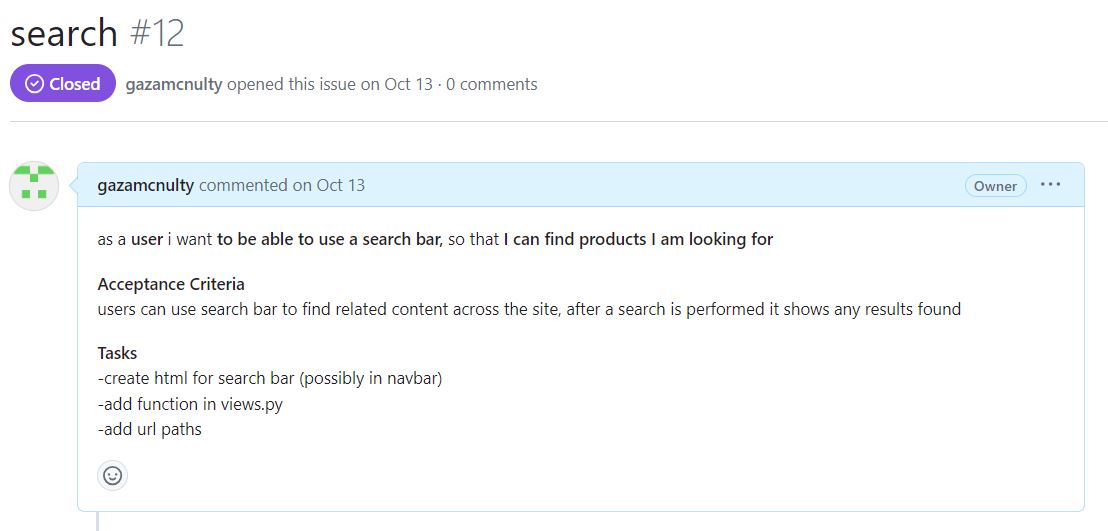 search #12
Closed gazamcnulty opened this issue on Oct 13 · 0 comments
gazamcnulty commented on Oct 13 Owner
as a user i want to be able to use a search bar, so that I can find products I am looking for
Acceptance Criteria
users can use search bar to find related content across the site, after a search is performed it shows any results found
Tasks
-create html for search bar (possibly in navbar)
-add function in views.py
-add url paths